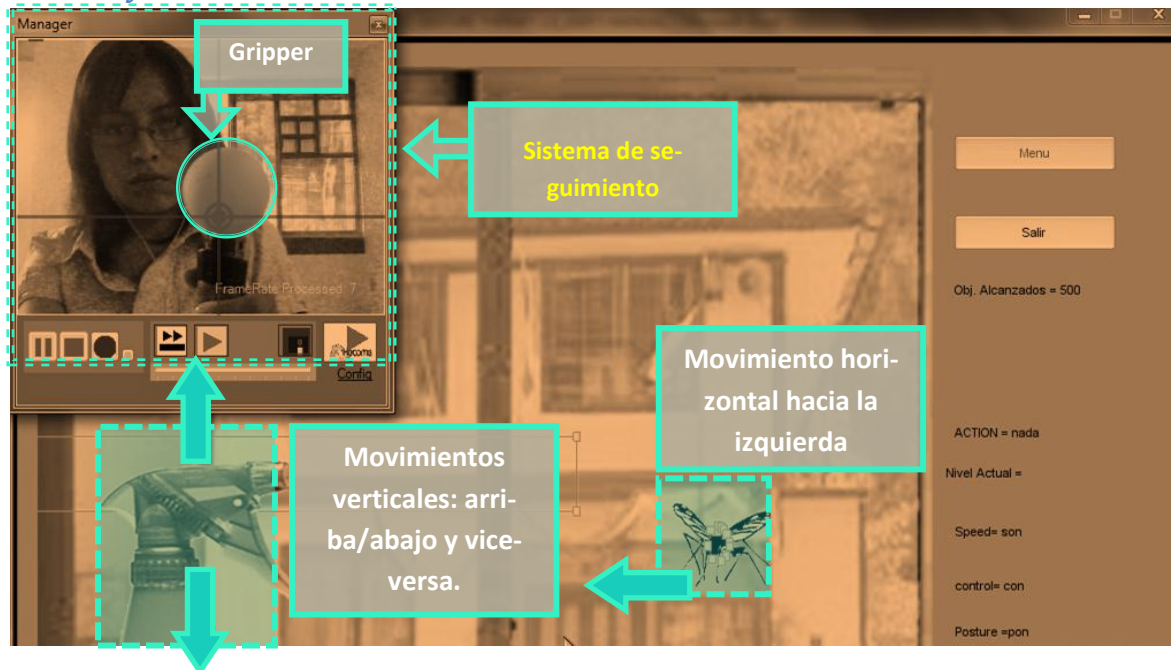 Manager
Gripper
Sistema de se-
guimiento
FrameRate Processed: 7
Config
Menu
Salir
Obj. Alcanzados = 500
Movimiento hori-
zontal hacia la
izquierda
ACTION = nada
Nivel Actual =
Movimientos
verticales: arri-
ba/abajo y vice-
versa.
Speed= son
control= con
Posture =pon